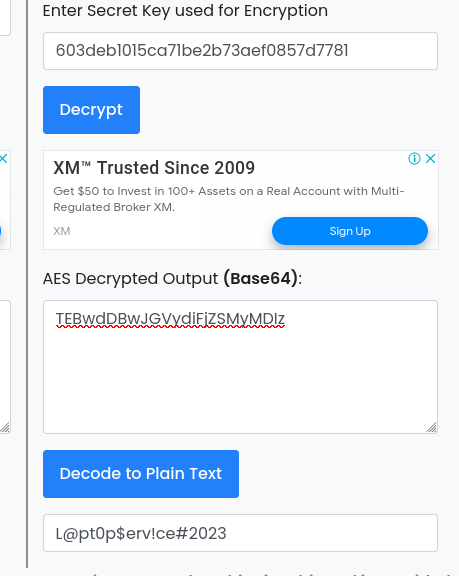 Enter Secret Key used for Encryption
603deb1015ca71be2b73aef0857d7781
Decrypt
XM™ Trusted Since 2009
Get $50 to Invest in 100+ Assets on a Real Account with Multi-
Regulated Broker XM.
XM
Sign Up
AES Decrypted Output (Base64):
TEBwdDBwJGVydiFjZSMyMDIz
Decode to Plain Text
L@pt0p$erv!ce#2023